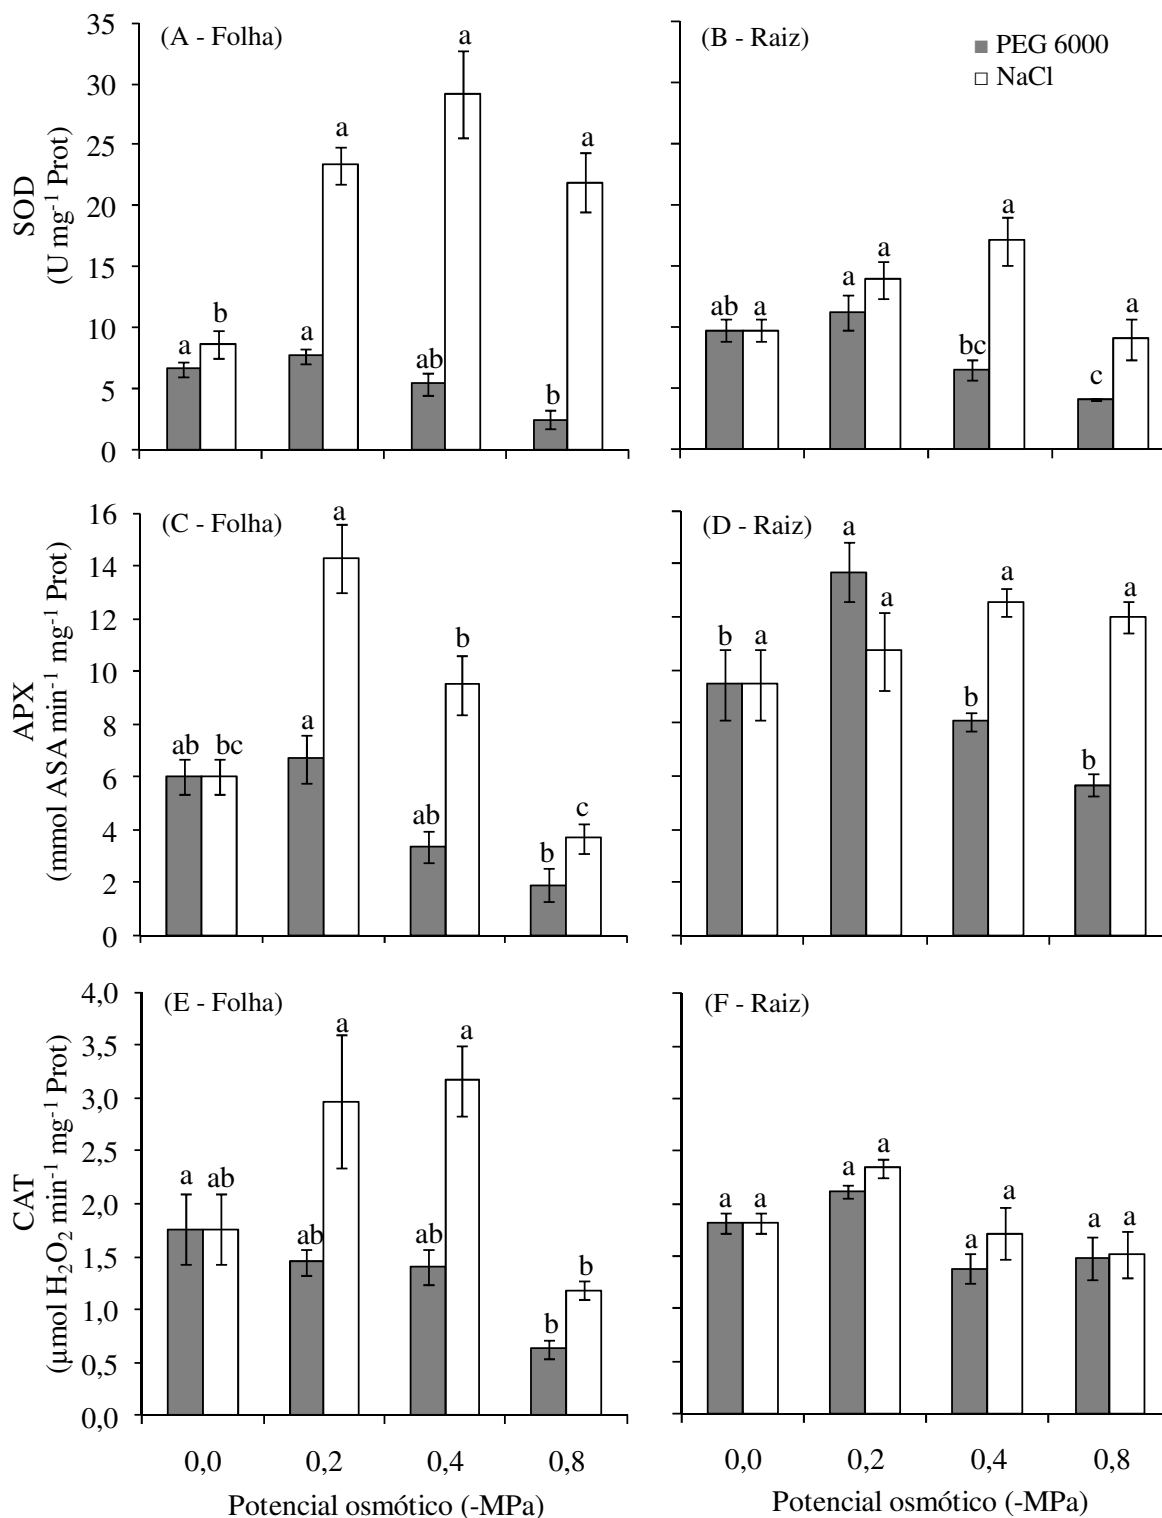 (A - Folha)
SOD
(U mg⁻¹ Prot)
35
30
25
20
15
10
5
0
a
b
a
a
ab
a
b
a
(B - Raiz)
PEG 6000
NaCl
ab
a
a
a
bc
a
c
a
(C - Folha)
APX
(mmol ASA min⁻¹ mg⁻¹ Prot)
16
14
12
10
8
6
4
2
0
ab
bc
a
a
ab
b
b
c
(D - Raiz)
b
a
a
a
b
a
b
a
(E - Folha)
CAT
(µmol H₂O₂ min⁻¹ mg⁻¹ Prot)
4,0
3,5
3,0
2,5
2,0
1,5
1,0
0,5
0,0
a
ab
ab
a
ab
a
b
b
(F - Raiz)
a
a
a
a
a
a
a
a
0,0 0,2 0,4 0,8
Potencial osmótico (-MPa)
0,0 0,2 0,4 0,8
Potencial osmótico (-MPa)